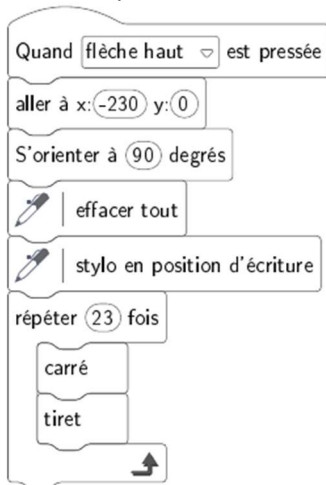 Quand flèche haut est pressée
aller à x: -230 y: 0
S'orienter à 90 degrés
effacer tout
stylo en position d'écriture
répéter 23 fois
carré
tiret